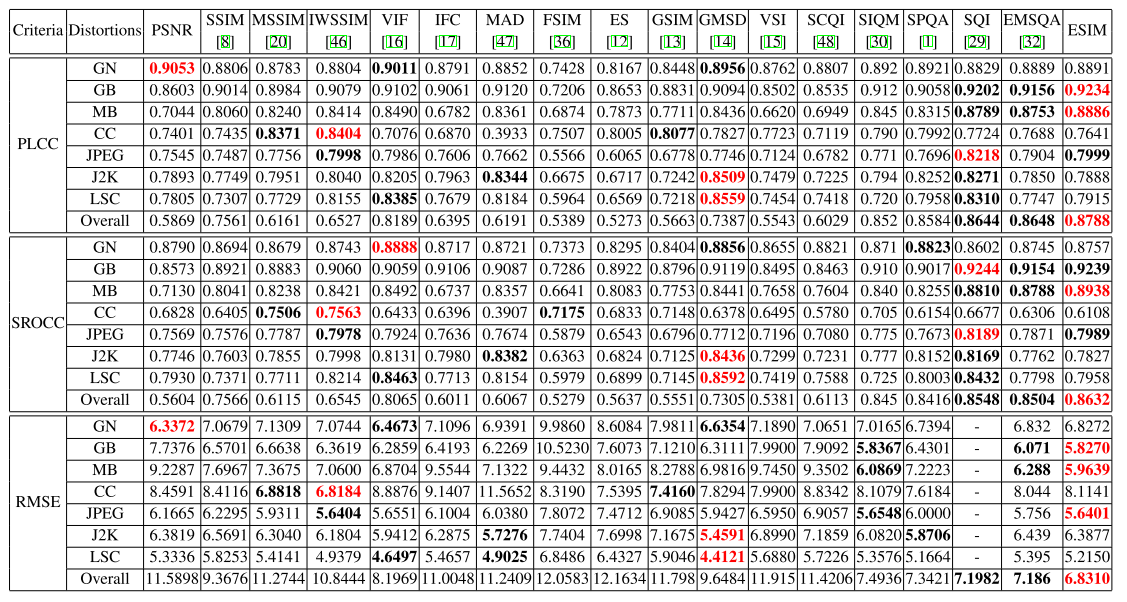 Criteria Distortions PSNR SSIM [8] MSSIM [20] IWSSIM [46] VIF [16] IFC [17] MAD [47] FSIM [36] ES [12] GSIM [13] GMSD [14] VSI [15] SCQI [48] SIQM [30] SPQA [1] SQI [29] EMSQA [32] ESIM
PLCC
GN 0.9053 0.8806 0.8783 0.8804 0.9011 0.8791 0.8852 0.7428 0.8167 0.8448 0.8956 0.8762 0.8807 0.892 0.8921 0.8829 0.8889 0.8891
GB 0.8603 0.9014 0.8984 0.9079 0.9102 0.9061 0.9120 0.7206 0.8653 0.8831 0.9094 0.8502 0.8535 0.912 0.9058 0.9202 0.9156 0.9234
MB 0.7044 0.8060 0.8240 0.8414 0.8490 0.6782 0.8361 0.6874 0.7873 0.7711 0.8436 0.6620 0.6949 0.845 0.8315 0.8789 0.8753 0.8886
CC 0.7401 0.7435 0.8371 0.8404 0.7076 0.6870 0.3933 0.7507 0.8005 0.8077 0.7827 0.7723 0.7119 0.790 0.7992 0.7724 0.7688 0.7641
JPEG 0.7545 0.7487 0.7756 0.7998 0.7986 0.7606 0.7662 0.5566 0.6065 0.6778 0.7746 0.7124 0.6782 0.771 0.7696 0.8218 0.7904 0.7999
J2K 0.7893 0.7749 0.7951 0.8040 0.8205 0.7963 0.8344 0.6675 0.6717 0.7242 0.8509 0.7479 0.7225 0.794 0.8252 0.8271 0.7850 0.7888
LSC 0.7805 0.7307 0.7729 0.8155 0.8385 0.7679 0.8184 0.5964 0.6569 0.7218 0.8559 0.7454 0.7418 0.720 0.7958 0.8310 0.7747 0.7915
Overall 0.5869 0.7561 0.6161 0.6527 0.8189 0.6395 0.6191 0.5389 0.5273 0.5663 0.7387 0.5543 0.6029 0.852 0.8584 0.8644 0.8648 0.8788
SROCC
GN 0.8790 0.8694 0.8679 0.8743 0.8888 0.8717 0.8721 0.7373 0.8295 0.8404 0.8856 0.8655 0.8821 0.871 0.8823 0.8602 0.8745 0.8757
GB 0.8573 0.8921 0.8883 0.9060 0.9059 0.9106 0.9087 0.7286 0.8922 0.8796 0.9119 0.8495 0.8463 0.910 0.9017 0.9244 0.9154 0.9239
MB 0.7130 0.8041 0.8238 0.8421 0.8492 0.6737 0.8357 0.6641 0.8083 0.7753 0.8441 0.7658 0.7604 0.840 0.8255 0.8810 0.8788 0.8938
CC 0.6828 0.6405 0.7506 0.7563 0.6433 0.6396 0.3907 0.7175 0.6833 0.7148 0.6378 0.6495 0.5780 0.705 0.6154 0.6677 0.6306 0.6108
JPEG 0.7569 0.7576 0.7787 0.7978 0.7924 0.7636 0.7674 0.5879 0.6543 0.6796 0.7712 0.7196 0.7080 0.775 0.7673 0.8189 0.7871 0.7989
J2K 0.7746 0.7603 0.7855 0.7998 0.8131 0.7980 0.8382 0.6363 0.6824 0.7125 0.8436 0.7299 0.7231 0.777 0.8152 0.8169 0.7762 0.7827
LSC 0.7930 0.7371 0.7711 0.8214 0.8463 0.7713 0.8154 0.5979 0.6899 0.7145 0.8592 0.7419 0.7588 0.725 0.8003 0.8432 0.7798 0.7958
Overall 0.5604 0.7566 0.6115 0.6545 0.8065 0.6011 0.6067 0.5279 0.5637 0.5551 0.7305 0.5381 0.6113 0.845 0.8416 0.8548 0.8504 0.8632
RMSE
GN 6.3372 7.0679 7.1309 7.0744 6.4673 7.1096 6.9391 9.9860 8.6084 7.9811 6.6354 7.1890 7.0651 7.0165 6.7394 - 6.832 6.8272
GB 7.7376 6.5701 6.6638 6.3619 6.2859 6.4193 6.2269 10.5230 7.6073 7.1210 6.3111 7.9900 7.9092 5.8367 6.4301 - 6.071 5.8270
MB 9.2287 7.6967 7.3675 7.0600 6.8704 9.5544 7.1322 9.4432 8.0165 8.2788 6.9816 9.7450 9.3502 6.0869 7.2223 - 6.288 5.9639
CC 8.4591 8.4116 6.8818 6.8184 8.8876 9.1407 11.5652 8.3190 7.5395 7.4160 7.8294 7.9900 8.8342 8.1079 7.6184 - 8.044 8.1141
JPEG 6.1665 6.2295 5.9311 5.6404 5.6551 6.1004 6.0380 7.8072 7.4712 6.9085 5.9427 6.5950 6.9057 5.6548 6.0000 - 5.756 5.6401
J2K 6.3819 6.5691 6.3040 6.1804 5.9412 6.2875 5.7276 7.7404 7.6998 7.1675 5.4591 6.8990 7.1859 6.0820 5.8706 - 6.439 6.3877
LSC 5.3336 5.8253 5.4141 4.9379 4.6497 5.4657 4.9025 6.8486 6.4327 5.9046 4.4121 5.6880 5.7226 5.3576 5.1664 - 5.395 5.2150
Overall 11.5898 9.3676 11.2744 10.8444 8.1969 11.0048 11.2409 12.0583 12.1634 11.798 9.6484 11.915 11.4206 7.4936 7.3421 7.1982 7.186 6.8310